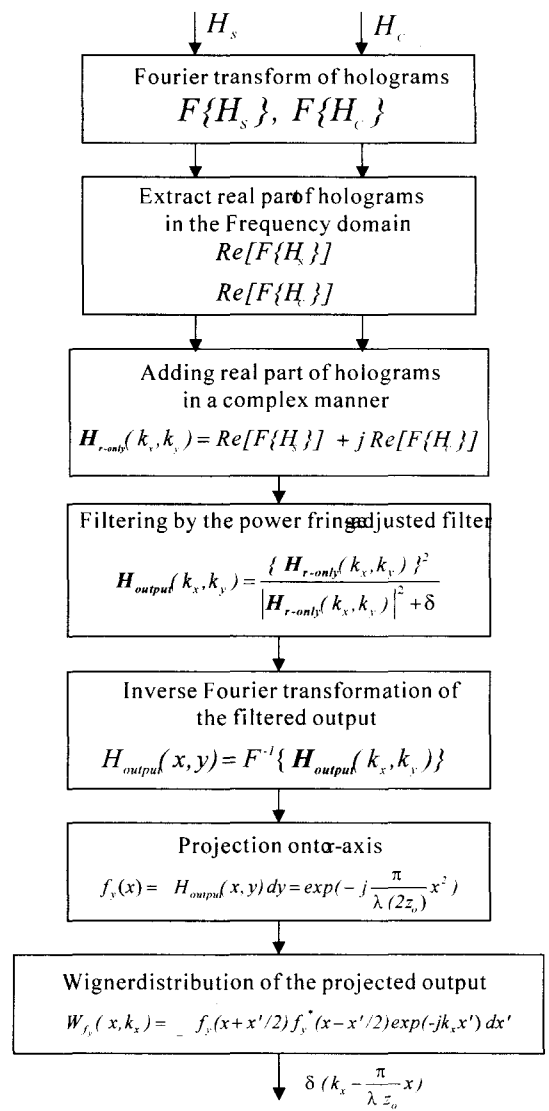 H_s H_c
Fourier transform of holograms
F{H_s}, F{H_c}
Extract real part of holograms
in the Frequency domain
Re[F{H_s}]
Re[F{H_c}]
Adding real part of holograms
in a complex manner
H_r-only(k_x,k_y) = Re[F{H_s}] + j Re[F{H_c}]
Filtering by the power fringe-adjusted filter
H_output(k_x,k_y) = { H_r-only(k_x,k_y) }^2 / |H_r-only(k_x,k_y)|^2 + δ
Inverse Fourier transformation of
the filtered output
H_output(x,y) = F^-1{ H_output(k_x,k_y)}
Projection onto x-axis
f_y(x) = H_output(x,y) dy = exp(- j π/λ(2z_o) x^2 )
Wigner distribution of the projected output
W_f_y( x,k_x) = _ f_y(x+x'/2) f_y^*(x-x'/2)exp(-jk_x x') dx'
δ (k_x - π/λ z_o x)